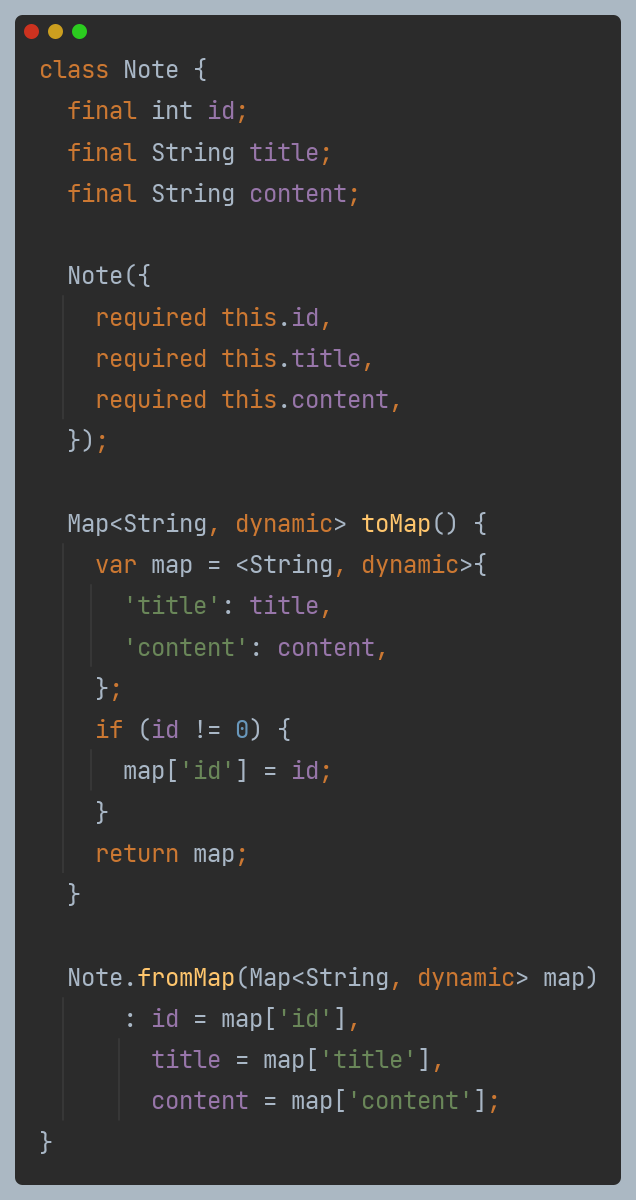 class Note {
  final int id;
  final String title;
  final String content;

  Note({
    required this.id,
    required this.title,
    required this.content,
  });

  Map<String, dynamic> toMap() {
    var map = <String, dynamic>{
      'title': title,
      'content': content,
    };
    if (id != 0) {
      map['id'] = id;
    }
    return map;
  }

  Note.fromMap(Map<String, dynamic> map)
      : id = map['id'],
        title = map['title'],
        content = map['content'];
}